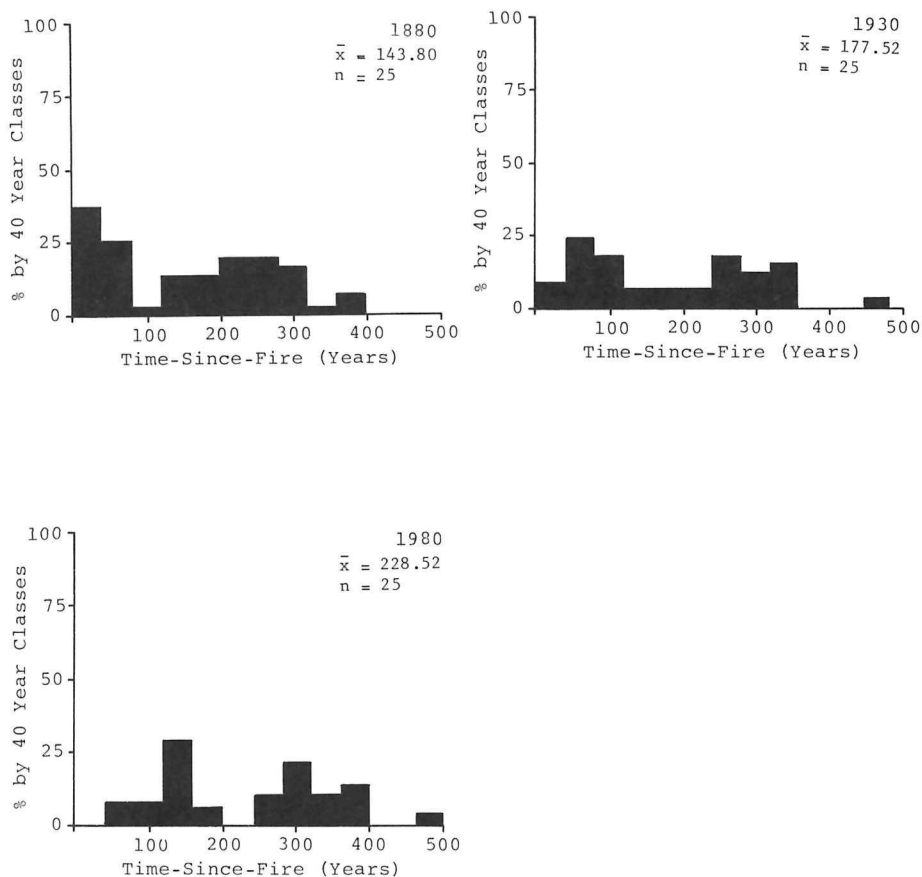 1880
x̄ = 143.80
n = 25
% by 40 Year Classes
100
75
50
25
0
100 200 300 400 500
Time-Since-Fire (Years)
1930
x̄ = 177.52
n = 25
% by 40 Year Classes
100
75
50
25
0
100 200 300 400 500
Time-Since-Fire (Years)
1980
x̄ = 228.52
n = 25
% by 40 Year Classes
100
75
50
25
0
100 200 300 400 500
Time-Since-Fire (Years)